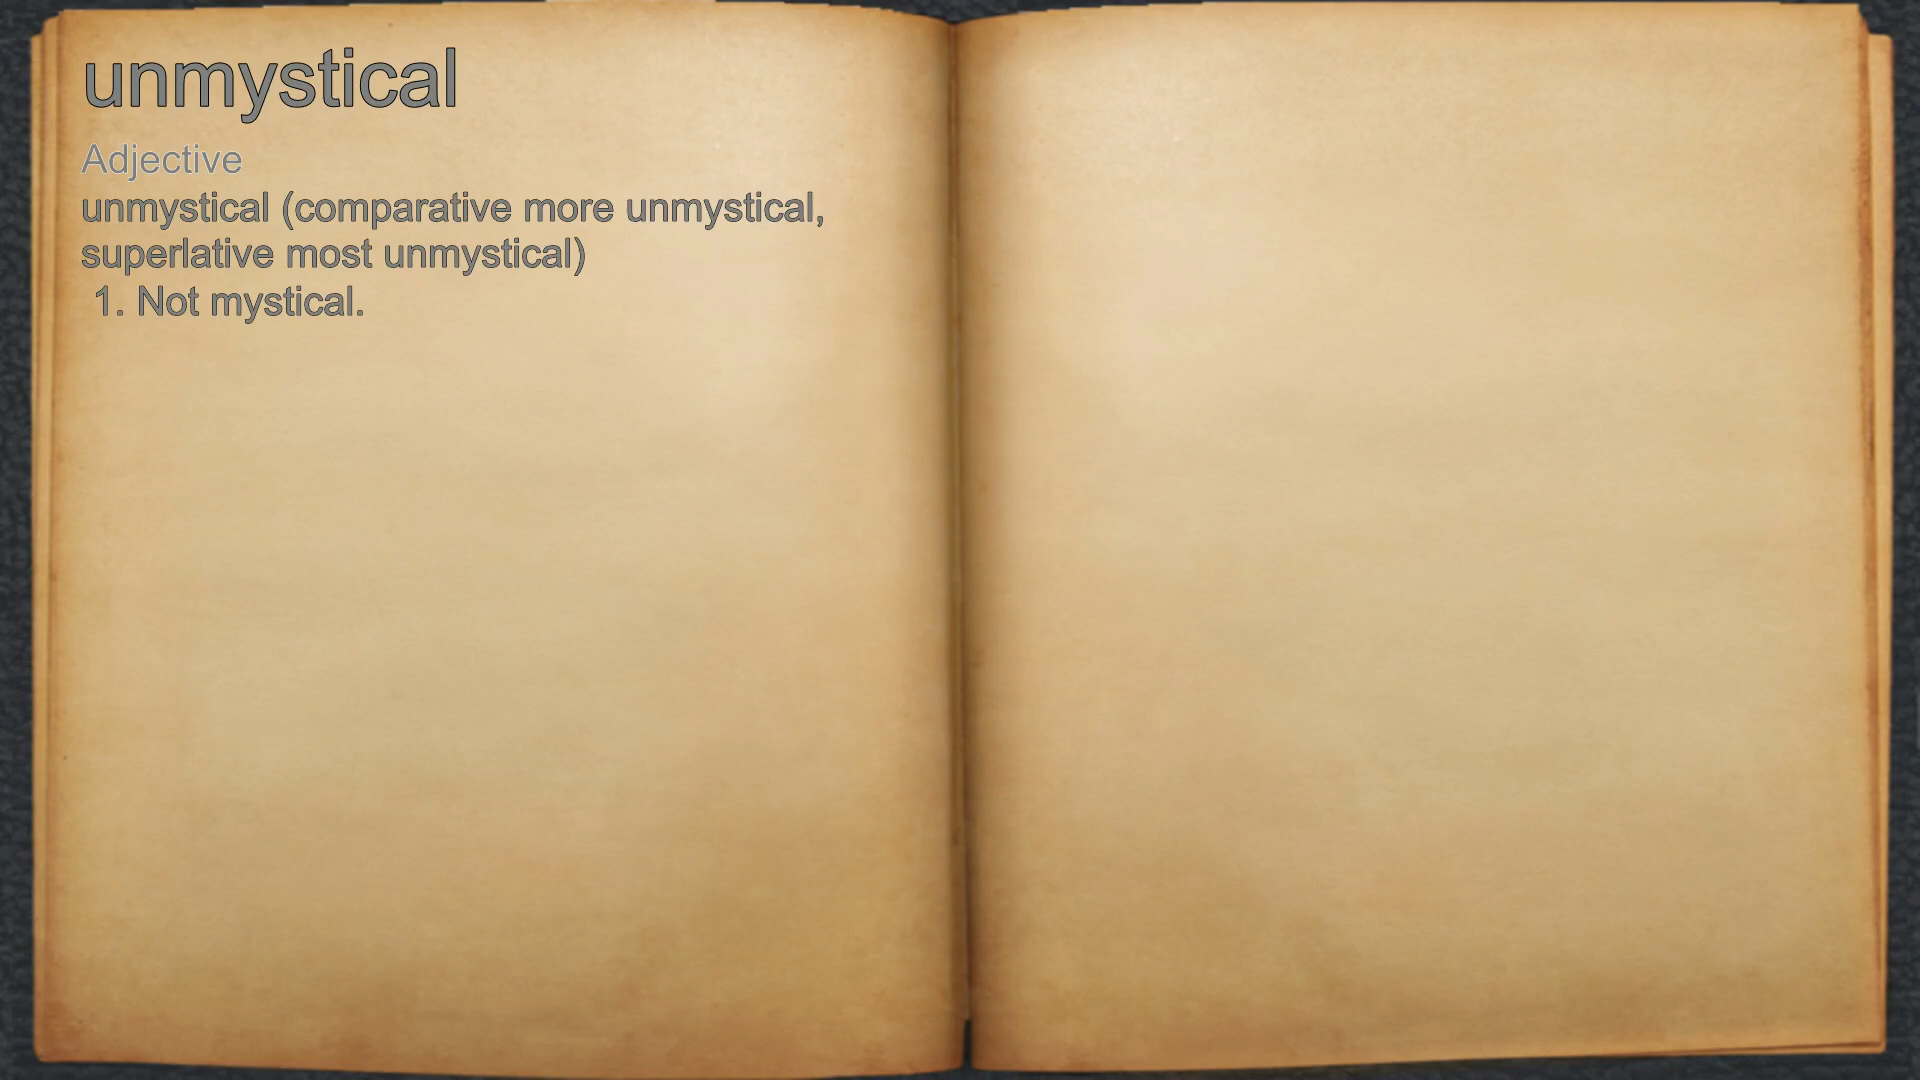 unmystical
Adjective
unmystical (comparative more unmystical,
superlative most unmystical)
1. Not mystical.